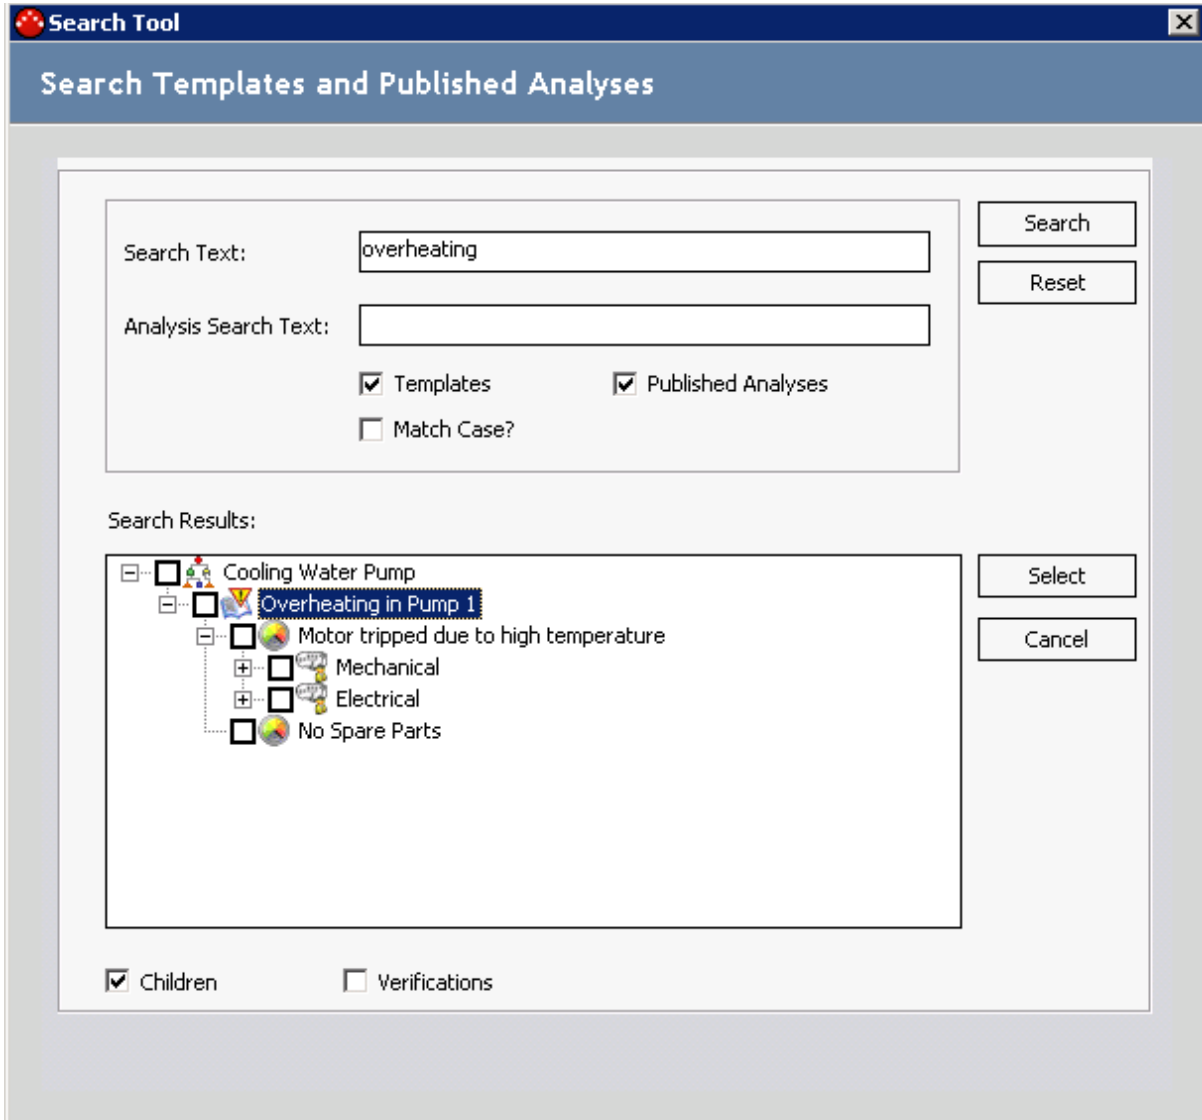 Search Tool
Search Templates and Published Analyses
Search Text:
overheating
Search
Reset
Analysis Search Text:
Templates
Published Analyses
Match Case?
Search Results:
Cooling Water Pump
Overheating in Pump 1
Motor tripped due to high temperature
Mechanical
Electrical
No Spare Parts
Select
Cancel
Children
Verifications